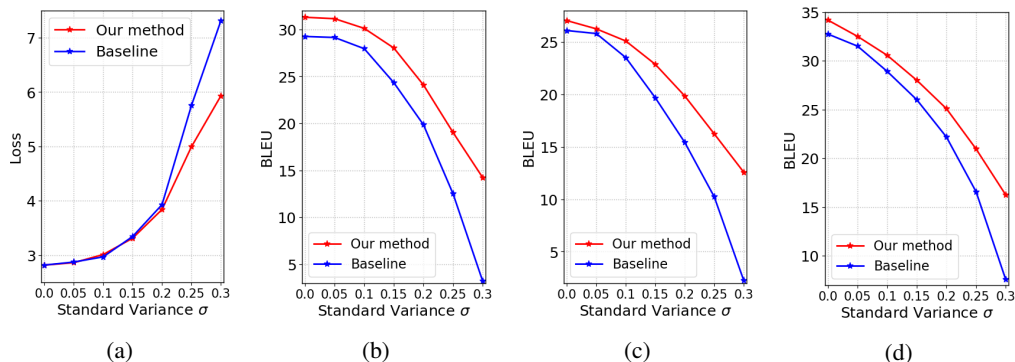 Our method
Baseline
7
6
5
4
3
Loss
0.0 0.05 0.1 0.15 0.2 0.25 0.3
Standard Variance σ
(a)
Our method
Baseline
30
25
20
15
10
5
BLEU
0.0 0.05 0.1 0.15 0.2 0.25 0.3
Standard Variance σ
(b)
Our method
Baseline
25
20
15
10
5
BLEU
0.0 0.05 0.1 0.15 0.2 0.25 0.3
Standard Variance σ
(c)
Our method
Baseline
35
30
25
20
15
10
BLEU
0.0 0.05 0.1 0.15 0.2 0.25 0.3
Standard Variance σ
(d)